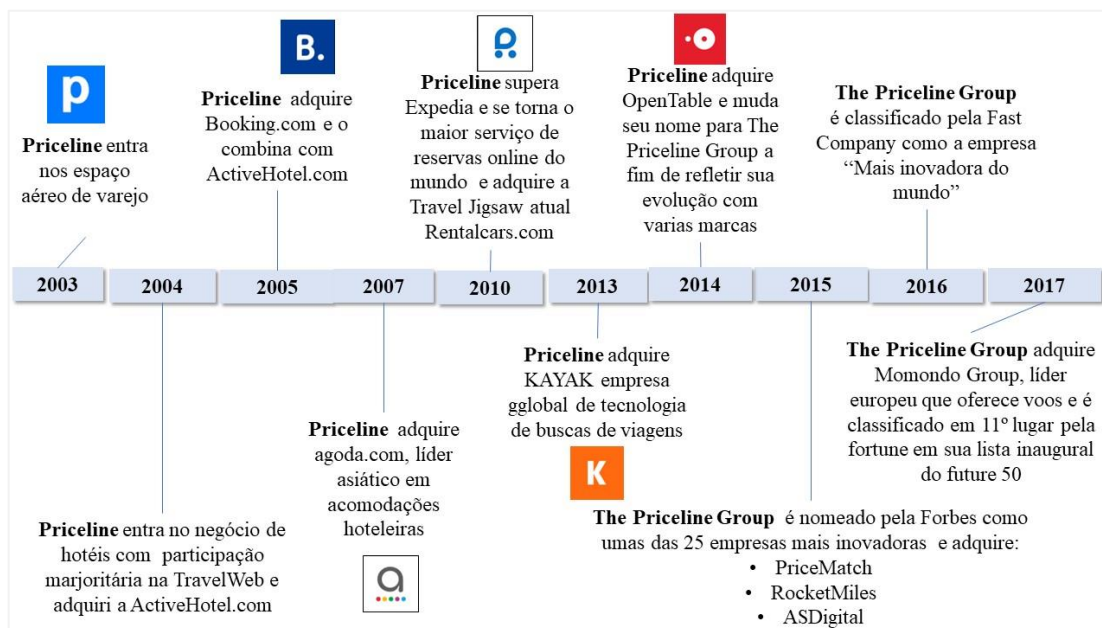 B.
p
Priceline entra
nos espaço
aéreo de varejo
Priceline adquire
Booking.com e o
combina com
ActiveHotel.com
Priceline supera
Expedia e se torna o
maior serviço de
reservas online do
mundo e adquire a
Travel Jigsaw atual
Rentalcars.com
Priceline adquire
OpenTable e muda
seu nome para The
Priceline Group a
fim de refletir sua
evolução com
varias marcas
The Priceline Group
é classificado pela Fast
Company como a empresa
“Mais inovadora do
mundo”
2003 2004 2005 2007 2010 2013 2014 2015 2016 2017
Priceline entra no negócio de
hotéis com participação
marjoritária na TravelWeb e
adquiri a ActiveHotel.com
Priceline adquire
agoda.com, líder
asiático em
acomodações
hoteleiras
a
Priceline adquire
KAYAK empresa
gglobal de tecnologia
de buscas de viagens
K
The Priceline Group é nomeado pela Forbes como
umas das 25 empresas mais inovadoras e adquire:
• PriceMatch
• RocketMiles
• ASDigital
The Priceline Group adquire
Momondo Group, líder
europeu que oferece voos e é
classificado em 11º lugar pela
fortune em sua lista inaugural
do future 50